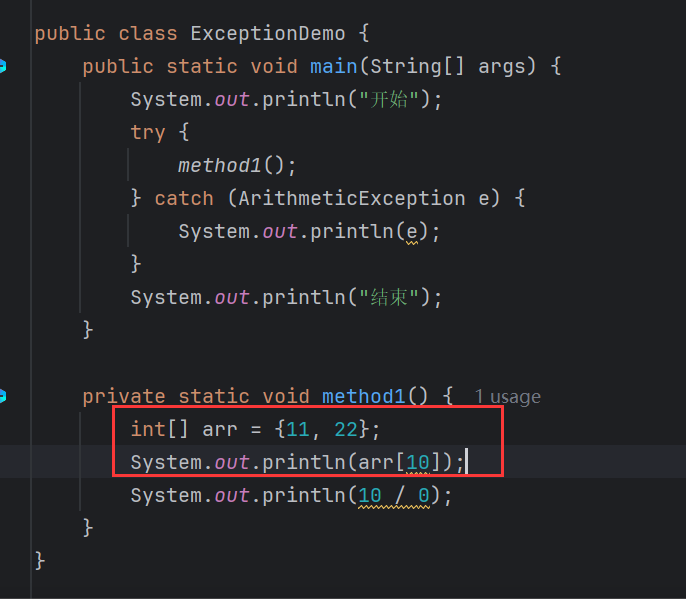 public class ExceptionDemo {
    public static void main(String[] args) {
        System.out.println("开始");
        try {
            method1();
        } catch (ArithmeticException e) {
            System.out.println(e);
        }
        System.out.println("结束");
    }
    private static void method1() { 1 usage
        int[] arr = {11, 22};
        System.out.println(arr[10]);
        System.out.println(10 / 0);
    }
}